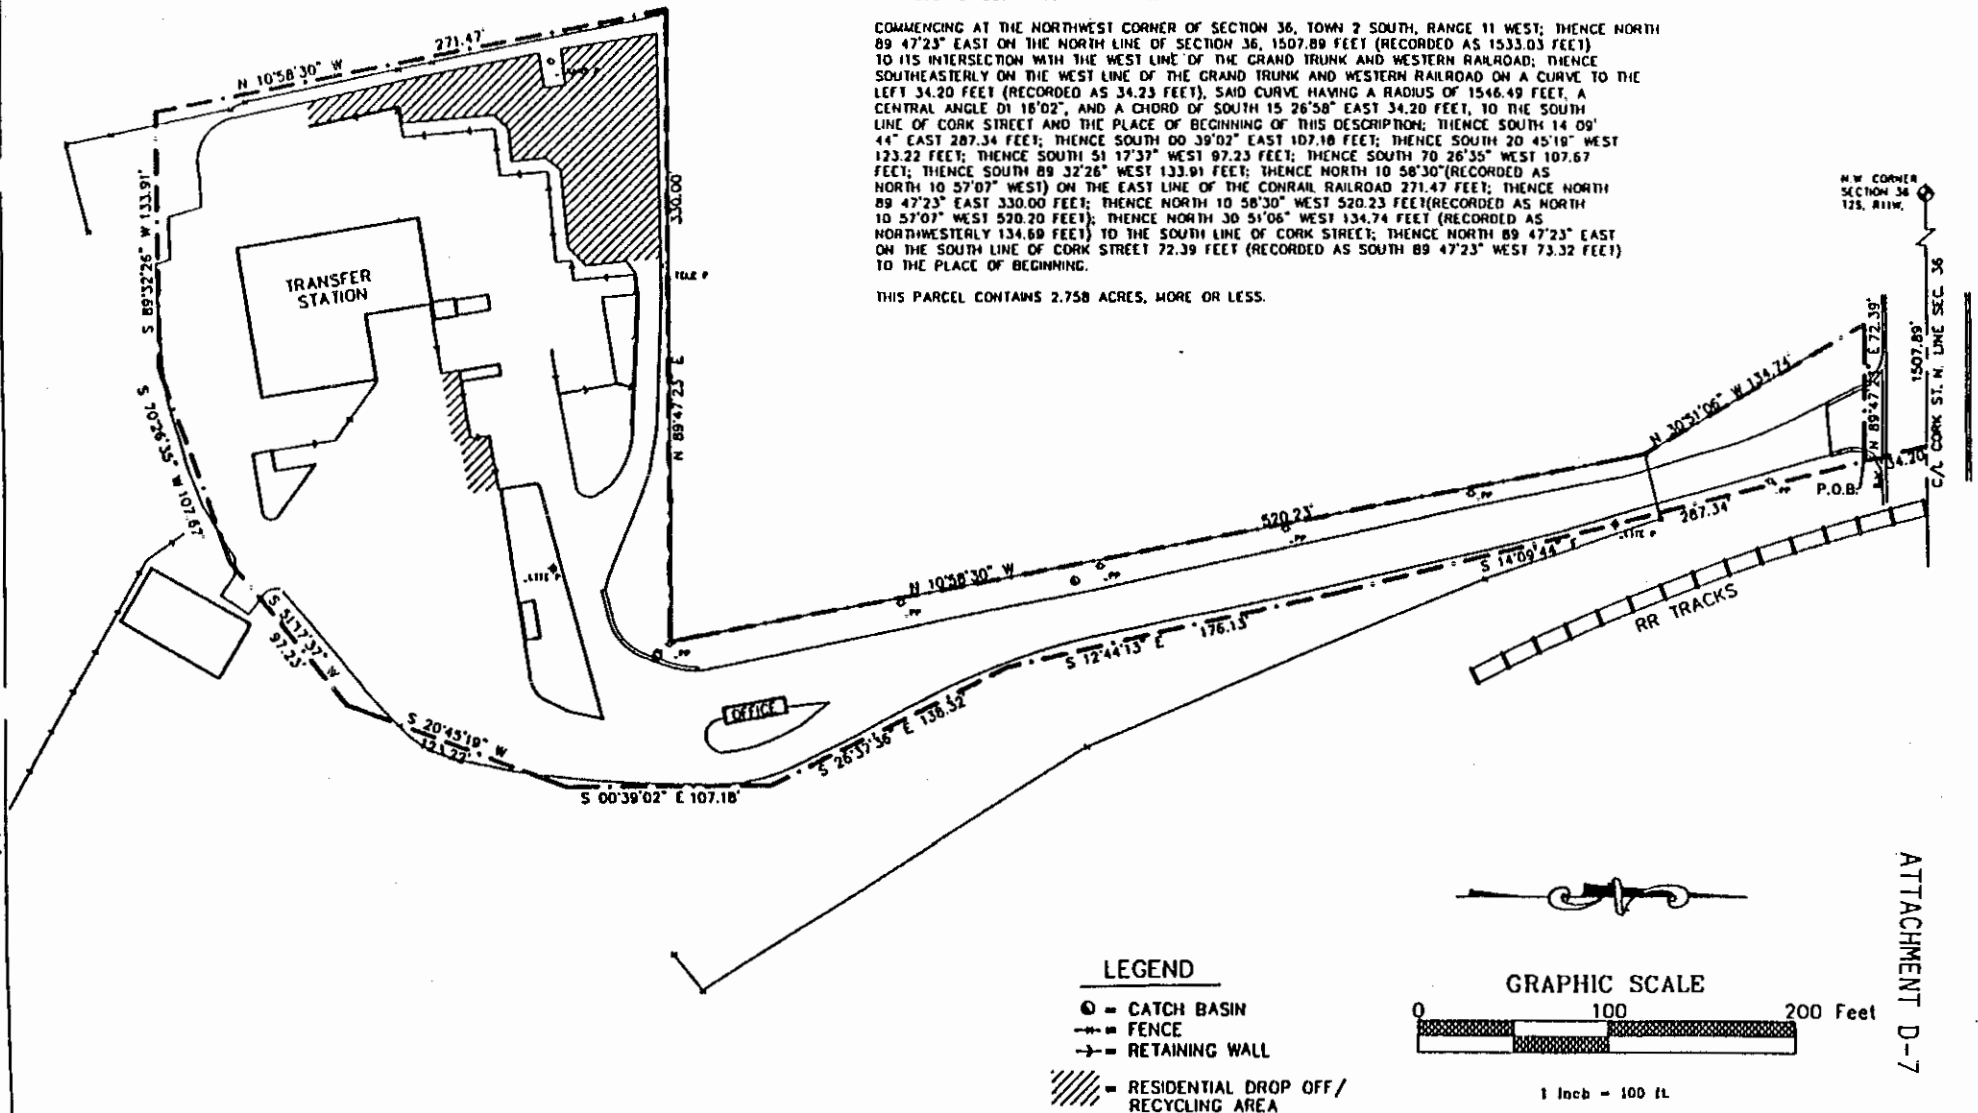 COMMENCING AT THE NORTHWEST CORNER OF SECTION 36, TOWN 2 SOUTH, RANGE 11 WEST; THENCE NORTH
89 47'23" EAST ON THE NORTH LINE OF SECTION 36, 1507.89 FEET (RECORDED AS 1533.03 FEET)
TO ITS INTERSECTION WITH THE WEST LINE OF THE GRAND TRUNK AND WESTERN RAILROAD; THENCE
SOUTHEASTERLY ON THE WEST LINE OF THE GRAND TRUNK AND WESTERN RAILROAD ON A CURVE TO THE
LEFT 34.20 FEET (RECORDED AS 34.23 FEET), SAID CURVE HAVING A RADIUS OF 1546.49 FEET, A
CENTRAL ANGLE 01 16'02", AND A CHORD OF SOUTH 15 26'58" EAST 34.20 FEET, TO THE SOUTH
LINE OF CORK STREET AND THE PLACE OF BEGINNING OF THIS DESCRIPTION; THENCE SOUTH 14 09'
44" EAST 287.34 FEET; THENCE SOUTH 00 39'02" EAST 107.18 FEET; THENCE SOUTH 20 45'19" WEST
123.22 FEET; THENCE SOUTH 51 17'37" WEST 97.23 FEET; THENCE SOUTH 70 26'35" WEST 107.67
FEET; THENCE SOUTH 89 32'26" WEST 133.91 FEET; THENCE NORTH 10 58'30"(RECORDED AS
NORTH 10 57'07" WEST) ON THE EAST LINE OF THE CONRAIL RAILROAD 271.47 FEET; THENCE NORTH
89 47'23" EAST 330.00 FEET; THENCE NORTH 10 58'30" WEST 520.23 FEET(RECORDED AS NORTH
10 57'07" WEST 520.20 FEET); THENCE NORTH 30 51'06" WEST 134.74 FEET (RECORDED AS
NORTHWESTERLY 134.69 FEET) TO THE SOUTH LINE OF CORK STREET; THENCE NORTH 89 47'23" EAST
ON THE SOUTH LINE OF CORK STREET 72.39 FEET (RECORDED AS SOUTH 89 47'23" WEST 73.32 FEET)
TO THE PLACE OF BEGINNING.
THIS PARCEL CONTAINS 2.758 ACRES, MORE OR LESS.
N 10°58'30" W
271.47'
S 89°32'26" W 133.91'
TRANSFER
STATION
330.00'
N 89°47'23" E
TELE P
S 70°26'35" W 107.67'
S 51°17'37" W
97.23'
S 20°45'19" W
123.22'
S 00°39'02" E 107.18'
LITE P
OFFICE
PP
S 26°37'36" E 138.52'
S 12°44'13" E
176.13'
N 10°58'30" W
PP
PP
520.23'
PP
PP
S 14°09'44" E
LITE P
287.34'
PP
P.O.B.
N 30°51'06" W 134.74'
N 89°47'23" E 72.39'
34.20
N.W CORNER
SECTION 36
T2S, R11W,
1507.89'
C/L CORK ST. N. LINE SEC. 36
RR TRACKS
LEGEND
= CATCH BASIN
= FENCE
= RETAINING WALL
= RESIDENTIAL DROP OFF/
RECYCLING AREA
GRAPHIC SCALE
0 100 200 Feet
1 Inch = 100 ft.
ATTACHMENT D-7